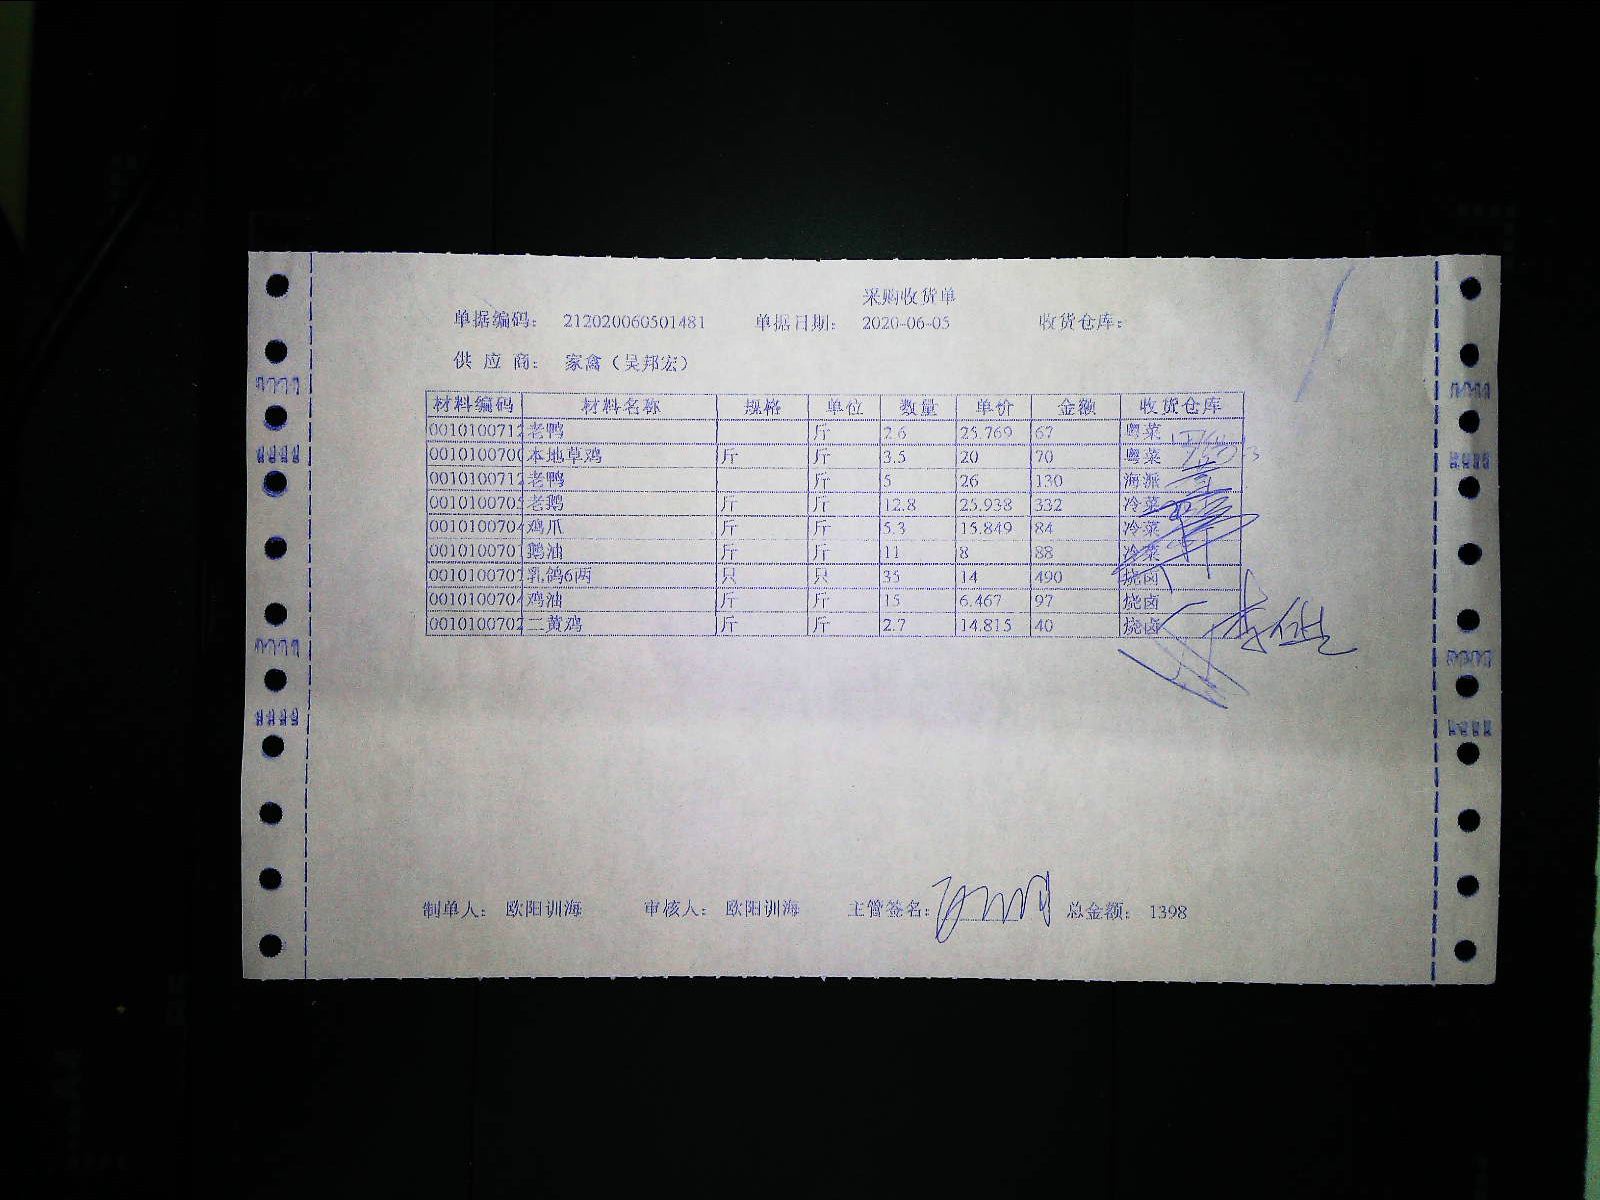 采购收货单
单据编码： 212020060501481 单据日期： 2020-06-05 收货仓库：
供 应 商： 家禽（吴邦宏）
材料编码 材料名称 规格 单位 数量 单价 金额 收货仓库
0010100712 老鸭 斤 2.6 25.769 67 粤菜
001010070 本地草鸡 斤 斤 3.5 20 70 粤菜
0010100712 老鸭 斤 5 26 130 海派
001010070 老鹅 斤 斤 12.8 25.938 332 冷菜
001010070 鸡爪 斤 斤 5.3 15.849 84 冷菜
001010070 鹅油 斤 斤 11 8 88 冷菜
001010070 乳鸽6两 只 只 35 14 490 烧卤
001010070 鸡油 斤 斤 15 6.467 97 烧卤
0010100702 二黄鸡 斤 斤 2.7 14.815 40 烧卤
制单人： 欧阳训海 审核人： 欧阳训海 主管签名： 总金额： 1398